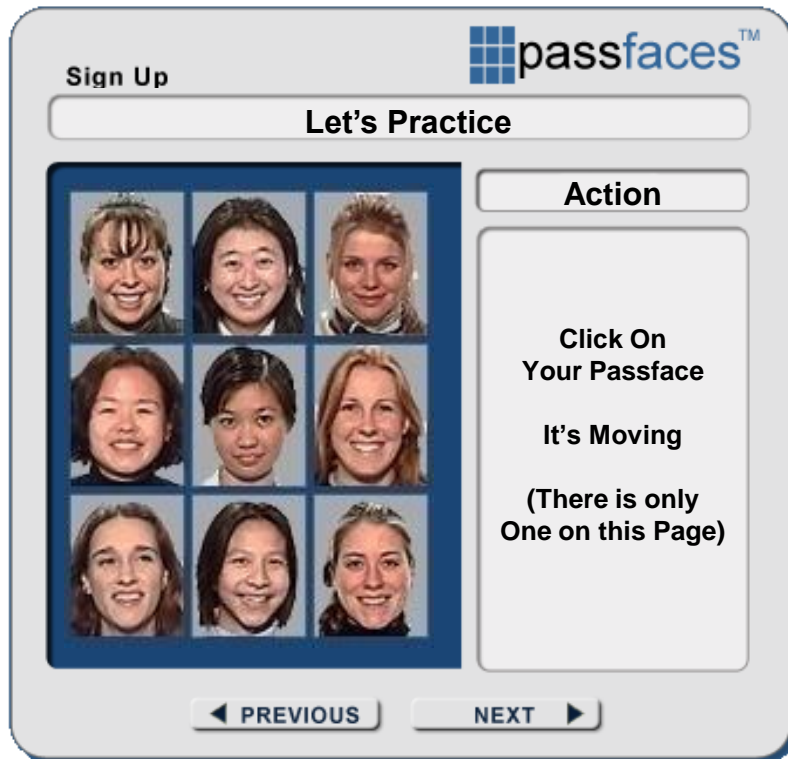 passfaces™
Sign Up
Let's Practice
Action
Click On
Your Passface
It's Moving
(There is only
One on this Page)
PREVIOUS
NEXT